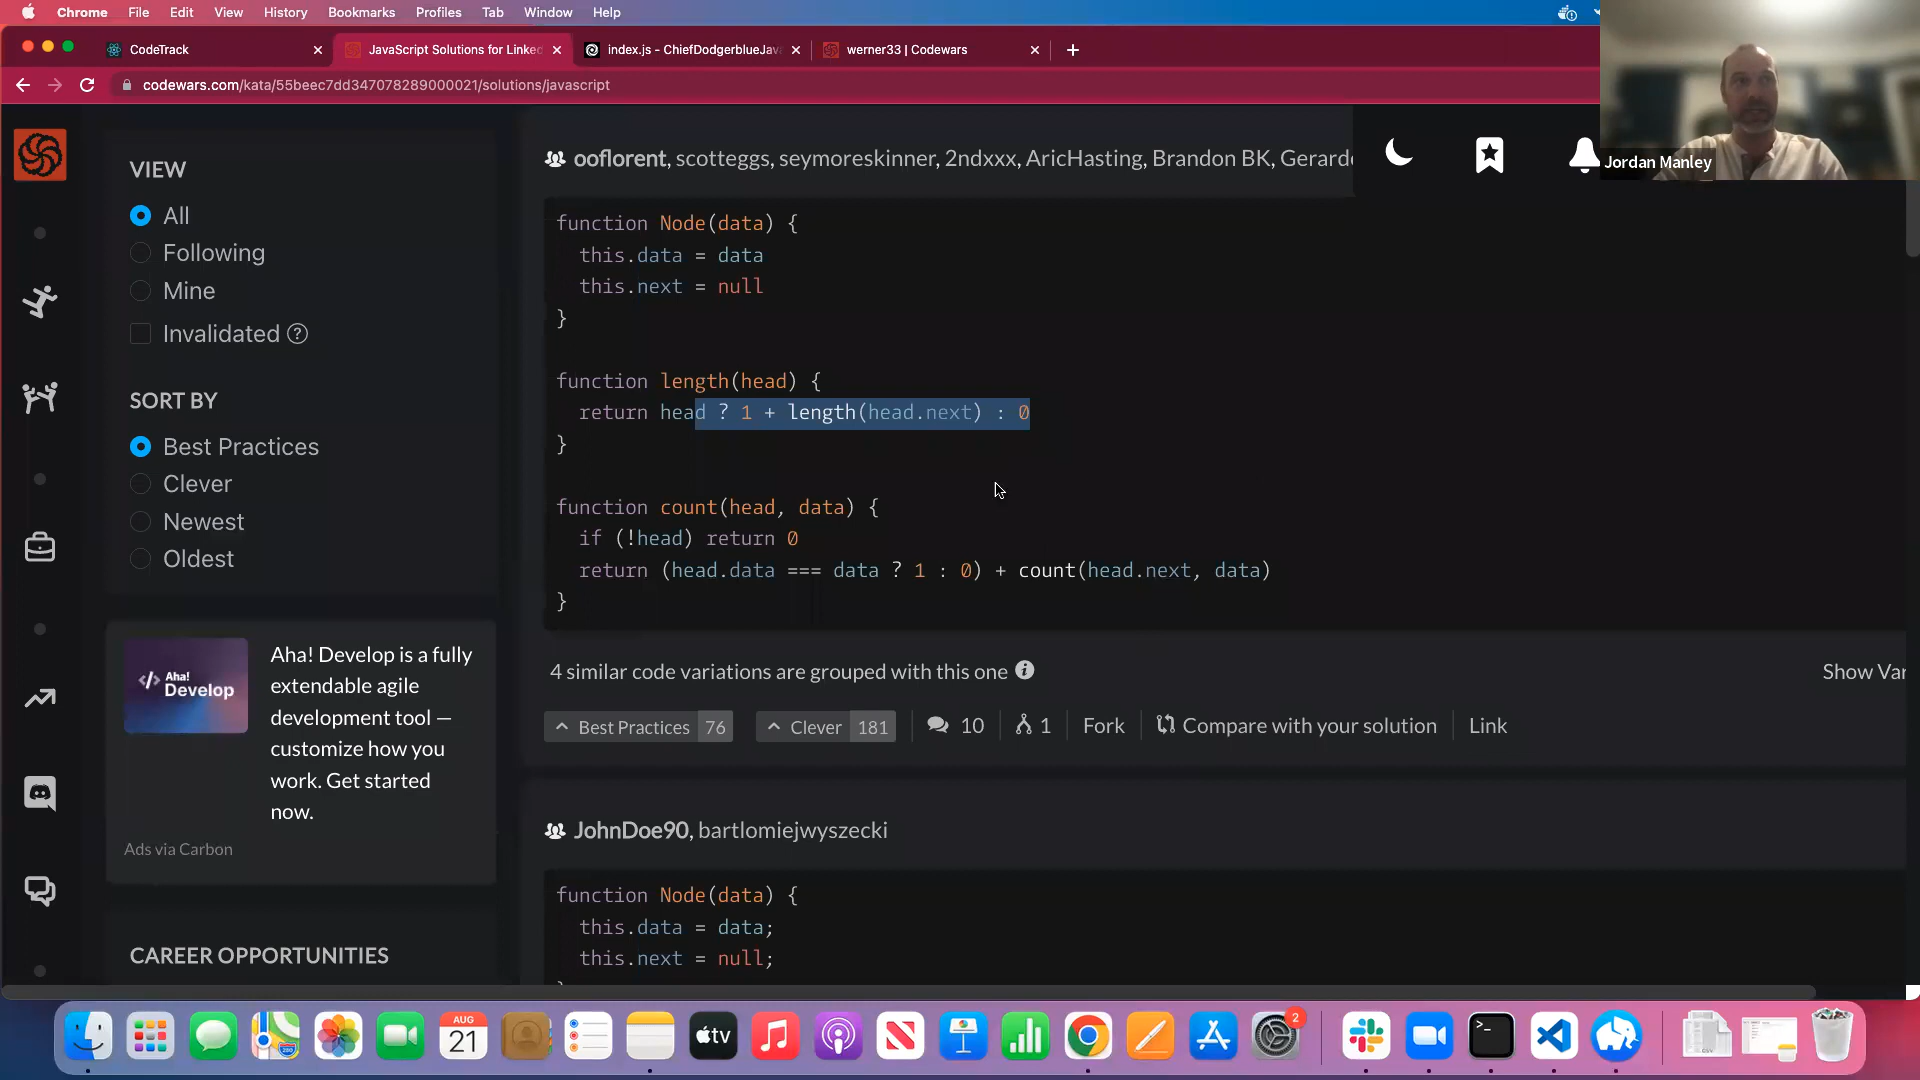 Chrome File Edit View History Bookmarks Profiles Tab Window Help
CodeTrack
JavaScript Solutions for Linke
index.js - ChiefDodgerblueJav
werner33 | Codewars
codewars.com/kata/55beec7dd347078289000021/solutions/javascript
Jordan Manley
VIEW
All
Following
Mine
Invalidated ?
SORT BY
Best Practices
Clever
Newest
Oldest
Aha! Develop
Aha! Develop is a fully
extendable agile
development tool —
customize how you
work. Get started
now.
Ads via Carbon
CAREER OPPORTUNITIES
ooflorent, scotteggs, seymoreskinner, 2ndxxx, AricHasting, Brandon BK, Gerard
function Node(data) {
this.data = data
this.next = null
}
function length(head) {
return head ? 1 + length(head.next) : 0
}
function count(head, data) {
if (!head) return 0
return (head.data === data ? 1 : 0) + count(head.next, data)
}
4 similar code variations are grouped with this one
Show Var
Best Practices 76 Clever 181 10 1 Fork Compare with your solution Link
JohnDoe90, bartlomiejwyszecki
function Node(data) {
this.data = data;
this.next = null;
}
AUG
21
tv
2